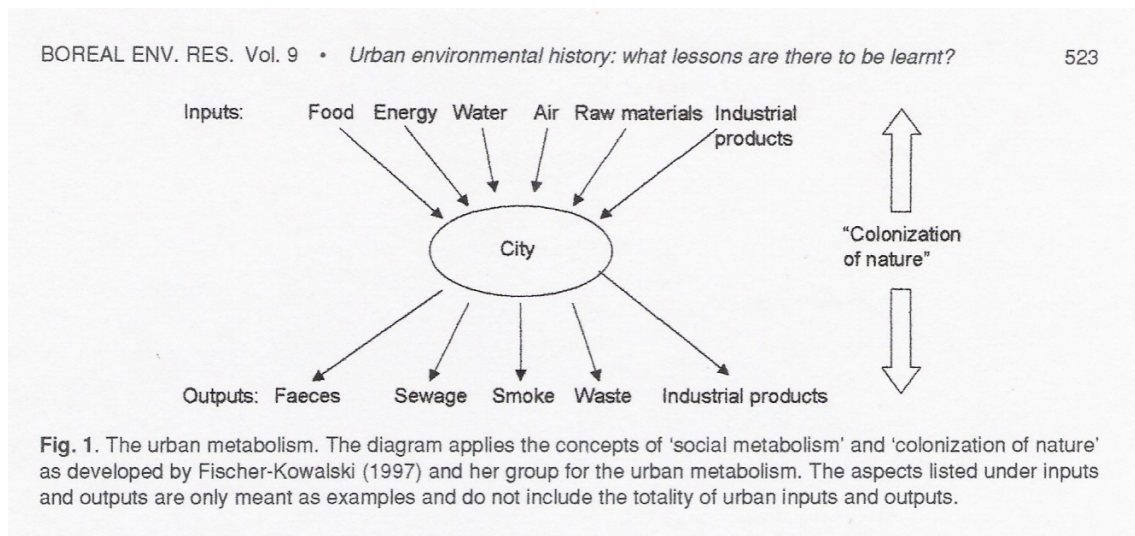 BOREAL ENV. RES. Vol. 9 • Urban environmental history: what lessons are there to be learnt? 523
Inputs: Food Energy Water Air Raw materials Industrial
products
City
"Colonization
of nature"
Outputs: Faeces Sewage Smoke Waste Industrial products
Fig. 1. The urban metabolism. The diagram applies the concepts of 'social metabolism' and 'colonization of nature'
as developed by Fischer-Kowalski (1997) and her group for the urban metabolism. The aspects listed under inputs
and outputs are only meant as examples and do not include the totality of urban inputs and outputs.